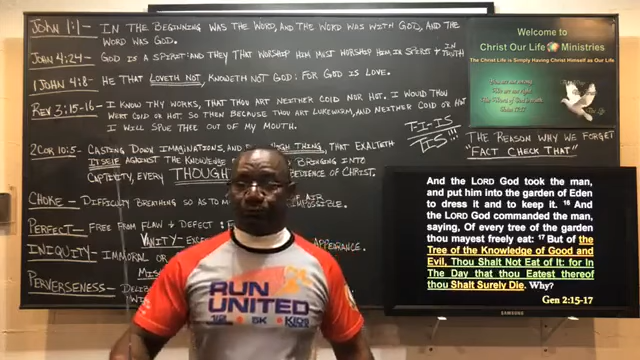 John 1:1- IN THE BEGINNING WAS THE WORD, AND THE WORD WAS WITH GOD, AND THE
WORD WAS GOD.
John 4:24- GOD IS A SPIRIT: AND THEY THAT WORSHIP HIM MUST WORSHIP HIM IN SPIRIT & IN TRUTH
1 John 4:8- HE THAT LOVETH NOT, KNOWETH NOT GOD: FOR GOD IS LOVE.
Rev 3:15-16- I KNOW THY WORKS, THAT THOU ART NEITHER COLD NOR HOT. I WOULD THOU
WERT COLD OR HOT. SO THEN BECAUSE THOU ART LUKEWARM, AND NEITHER COLD OR HOT
I WILL SPUE THEE OUT OF MY MOUTH.
2COR 10:5- CASTING DOWN IMAGINATIONS, AND HIGH THING, THAT EXALTETH
ITSELF AGAINST THE KNOWLEDGE BRINGING INTO
CAPTIVITY, EVERY THOUGHT OBEDIENCE OF CHRIST.
CHOKE- DIFFICULTY BREATHING SO AS TO AIR IMPOSSIBLE.
PERFECT- FREE FROM FLAW & DEFECT:
VANITY- APPEARANCE.
INIQUITY- IMMORAL OR
PERVERSENESS-
T-I-IS
TIS!!!
Welcome to
Christ Our Life Ministries
The Christ Life is Simply Having Christ Himself as Our Life
THE REASON WHY WE FORGET
"FACT CHECK THAT"
And the LORD God took the man,
and put him into the garden of Eden
to dress it and to keep it. 16 And
the LORD God commanded the man,
saying, Of every tree of the garden
thou mayest freely eat: 17 But of the
Tree of the Knowledge of Good and
Evil, Thou Shalt Not Eat of It: for In
The Day that thou Eatest thereof
thou Shalt Surely Die. Why?
Gen 2:15-17
SAMSUNG
RUN
UNITED
5K KIDS